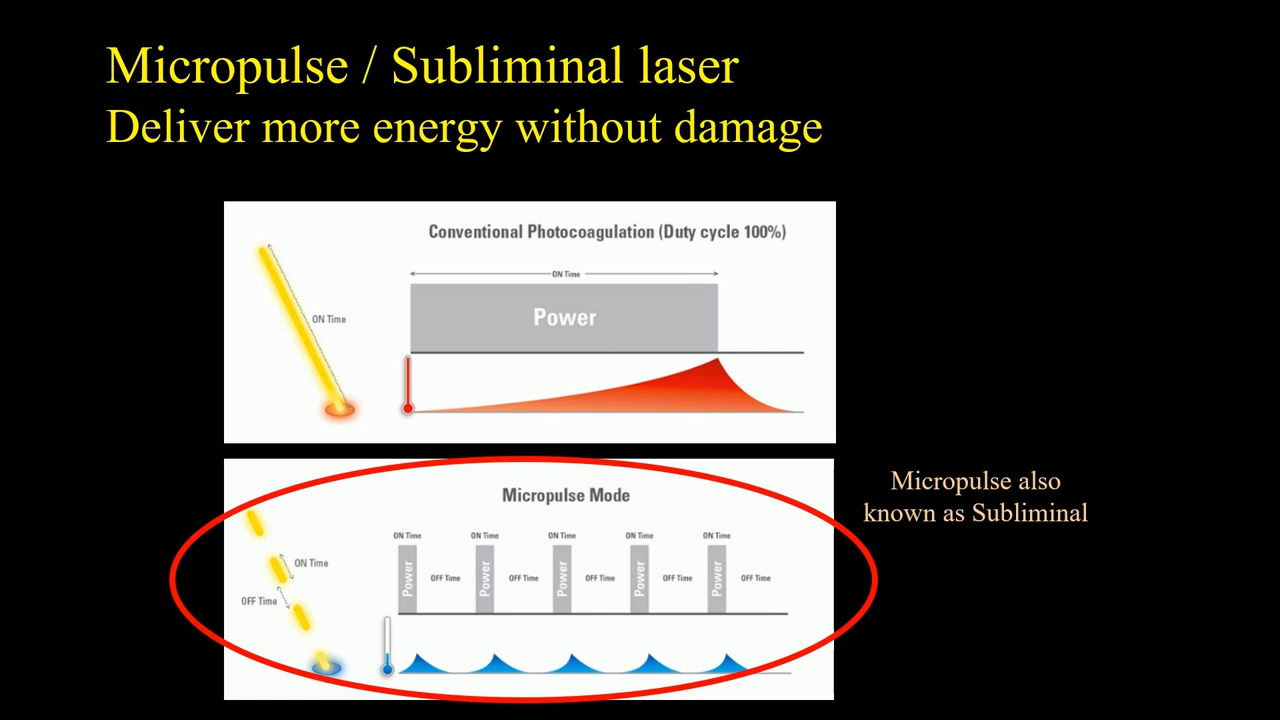 Micropulse / Subliminal laser
Deliver more energy without damage
Conventional Photocoagulation (Duty cycle 100%)
ON Time
ON Time
Power
Micropulse also
known as Subliminal
Micropulse Mode
ON Time ON Time ON Time ON Time ON Time
ON Time
OFF Time
Power OFF Time Power OFF Time Power OFF Time Power OFF Time Power OFF Time